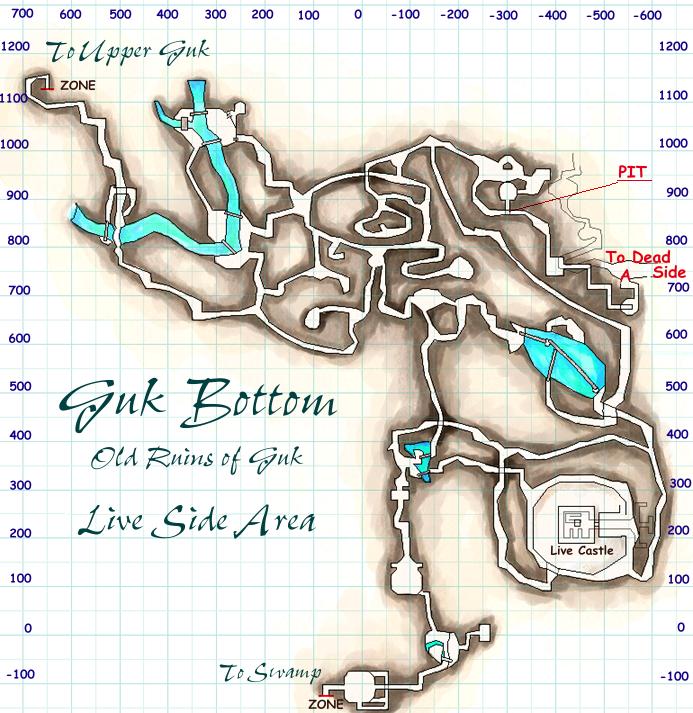 700 600 500 400 300 200 100 0 -100 -200 -300 -400 -500 -600
1200 To Upper Guk 1200
ZONE
1100 1100
1000 1000
PIT
900 900
800 800
To Dead
A Side
700 700
600 600
500 Guk Bottom 500
400 400
Old Ruins of Guk
300 300
Live Side Area
200 200
Live Castle
100 100
0 0
-100 To Swamp -100
ZONE